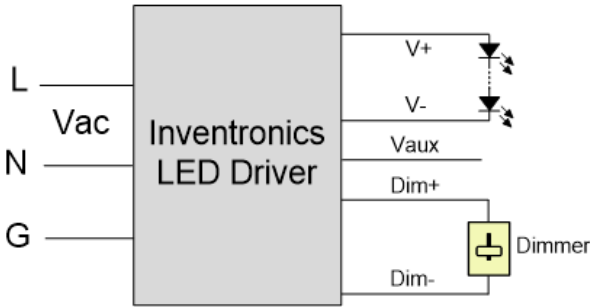 L
Vac
N
G
Inventronics
LED Driver
V+
V-
Vaux
Dim+
Dimmer
Dim-